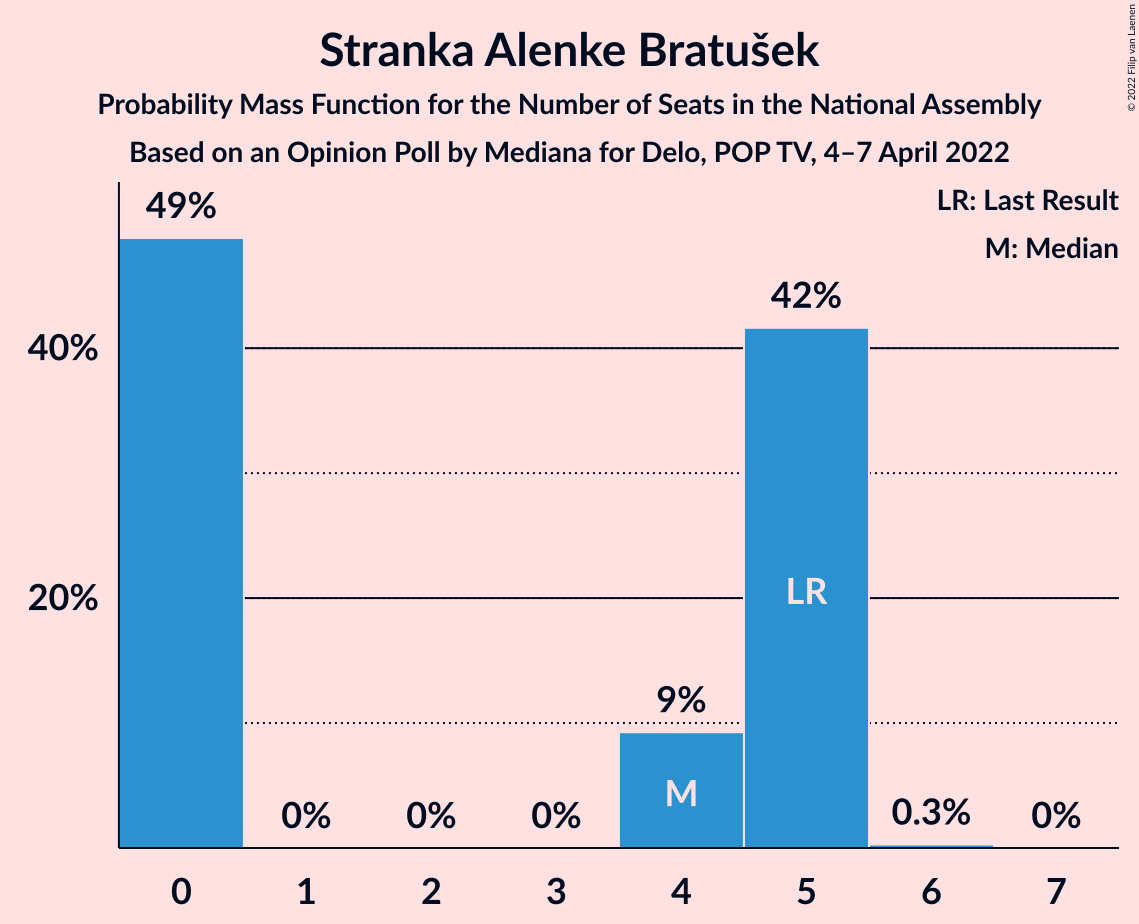 Stranka Alenke Bratušek
Probability Mass Function for the Number of Seats in the National Assembly
Based on an Opinion Poll by Mediana for Delo, POP TV, 4–7 April 2022
© 2022 Filip van Laenen
LR: Last Result
M: Median
49%
42%
40%
20%
LR
9%
M
0%
0%
0%
0.3%
0%
0
1
2
3
4
5
6
7